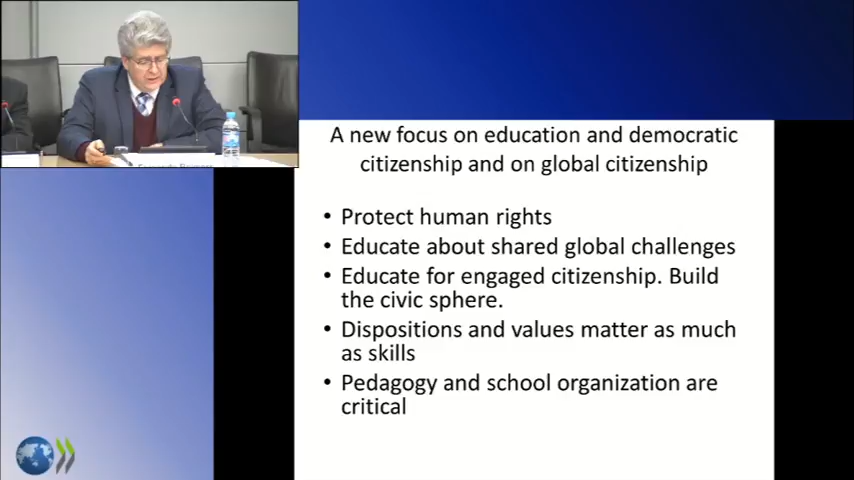 A new focus on education and democratic
citizenship and on global citizenship
• Protect human rights
• Educate about shared global challenges
• Educate for engaged citizenship. Build
the civic sphere.
• Dispositions and values matter as much
as skills
• Pedagogy and school organization are
critical